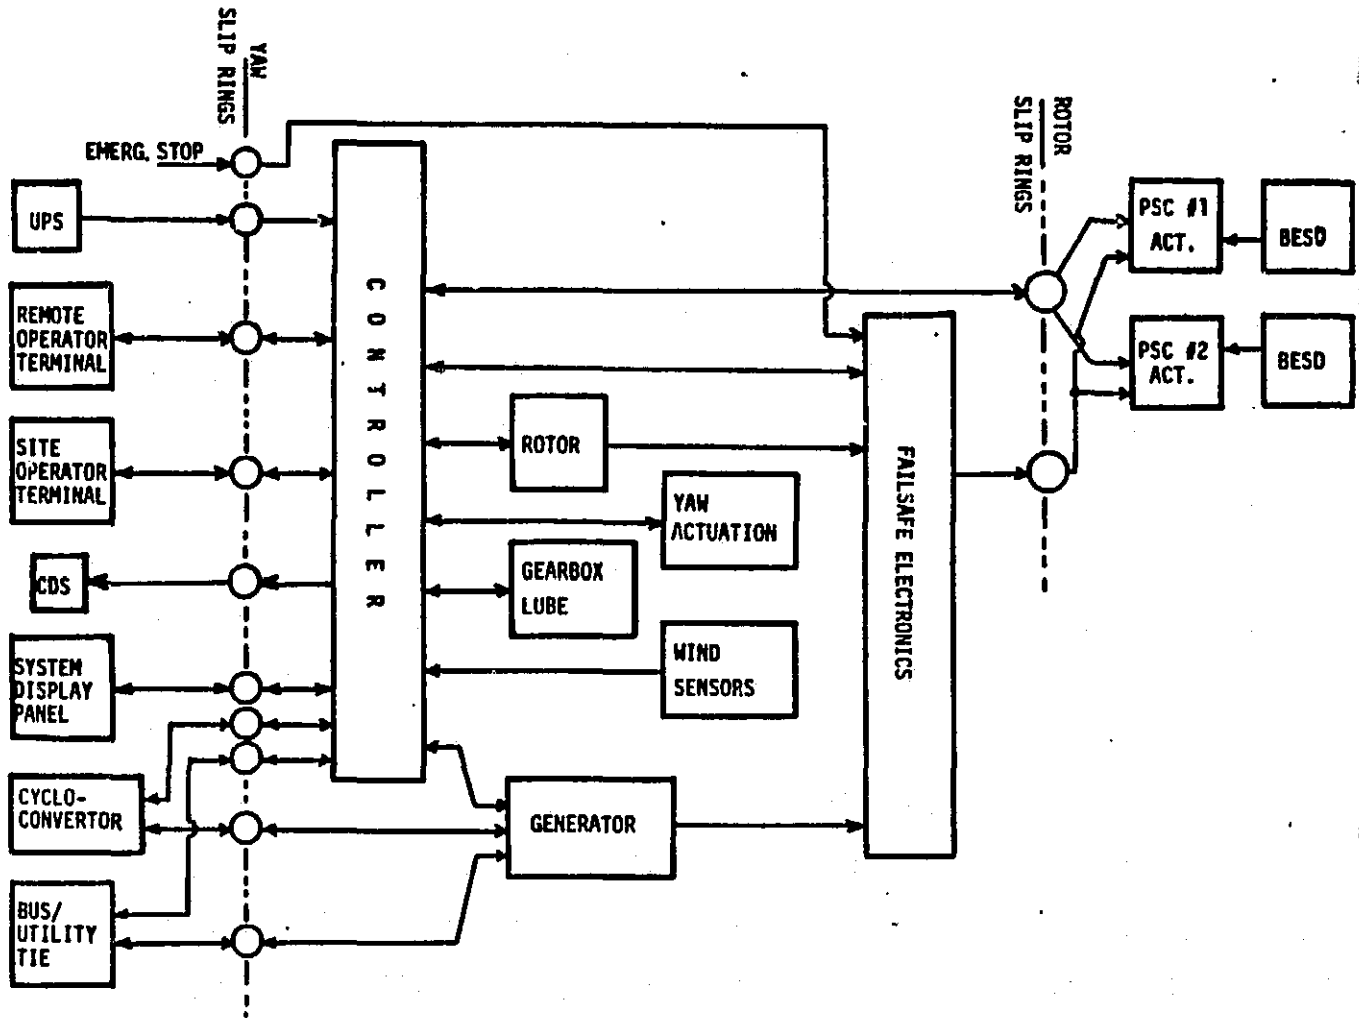 YAW
SLIP RINGS
ROTOR
SLIP RINGS
EMERG. STOP
UPS
REMOTE
OPERATOR
TERMINAL
SITE
OPERATOR
TERMINAL
CDS
SYSTEM
DISPLAY
PANEL
CYCLO-
CONVERTOR
BUS/
UTILITY
TIE
CONTROLLER
ROTOR
YAW
ACTUATION
GEARBOX
LUBE
WIND
SENSORS
GENERATOR
FAILSAFE ELECTRONICS
PSC #1
ACT.
BESD
PSC #2
ACT.
BESD